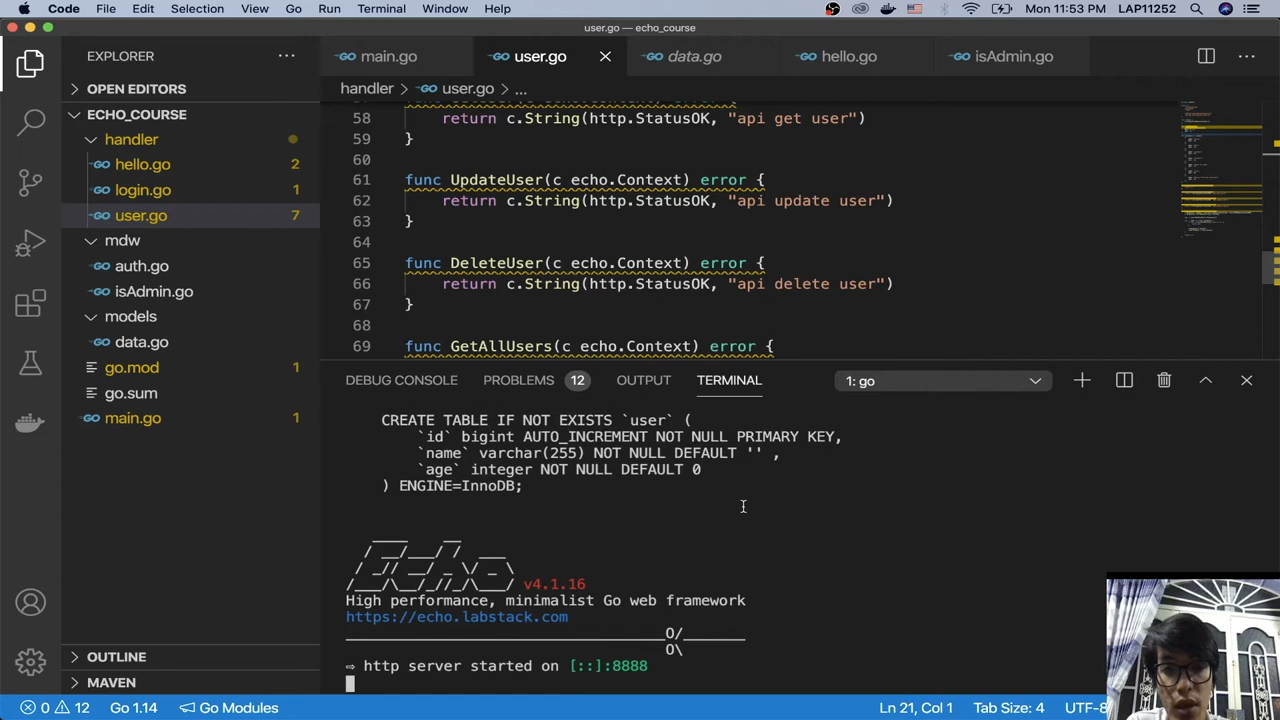 Code File Edit Selection View Go Run Terminal Window Help Mon 11:53 PM LAP11252
user.go — echo_course
EXPLORER
OPEN EDITORS
ECHO_COURSE
handler
hello.go 2
login.go 1
user.go 7
mdw
auth.go
isAdmin.go
models
data.go
go.mod 1
go.sum
main.go 1
OUTLINE
MAVEN
main.go user.go data.go hello.go isAdmin.go
handler > user.go > ...
58 return c.String(http.StatusOK, "api get user")
59 }
60
61 func UpdateUser(c echo.Context) error {
62 return c.String(http.StatusOK, "api update user")
63 }
64
65 func DeleteUser(c echo.Context) error {
66 return c.String(http.StatusOK, "api delete user")
67 }
68
69 func GetAllUsers(c echo.Context) error {
DEBUG CONSOLE PROBLEMS 12 OUTPUT TERMINAL 1: go
CREATE TABLE IF NOT EXISTS `user` (
`id` bigint AUTO_INCREMENT NOT NULL PRIMARY KEY,
`name` varchar(255) NOT NULL DEFAULT '' ,
`age` integer NOT NULL DEFAULT 0
) ENGINE=InnoDB;
Echo v4.1.16
High performance, minimalist Go web framework
https://echo.labstack.com
____________________________________O/_______
O\
⇨ http server started on [::]:8888
0 12 Go 1.14 Go Modules Ln 21, Col 1 Tab Size: 4